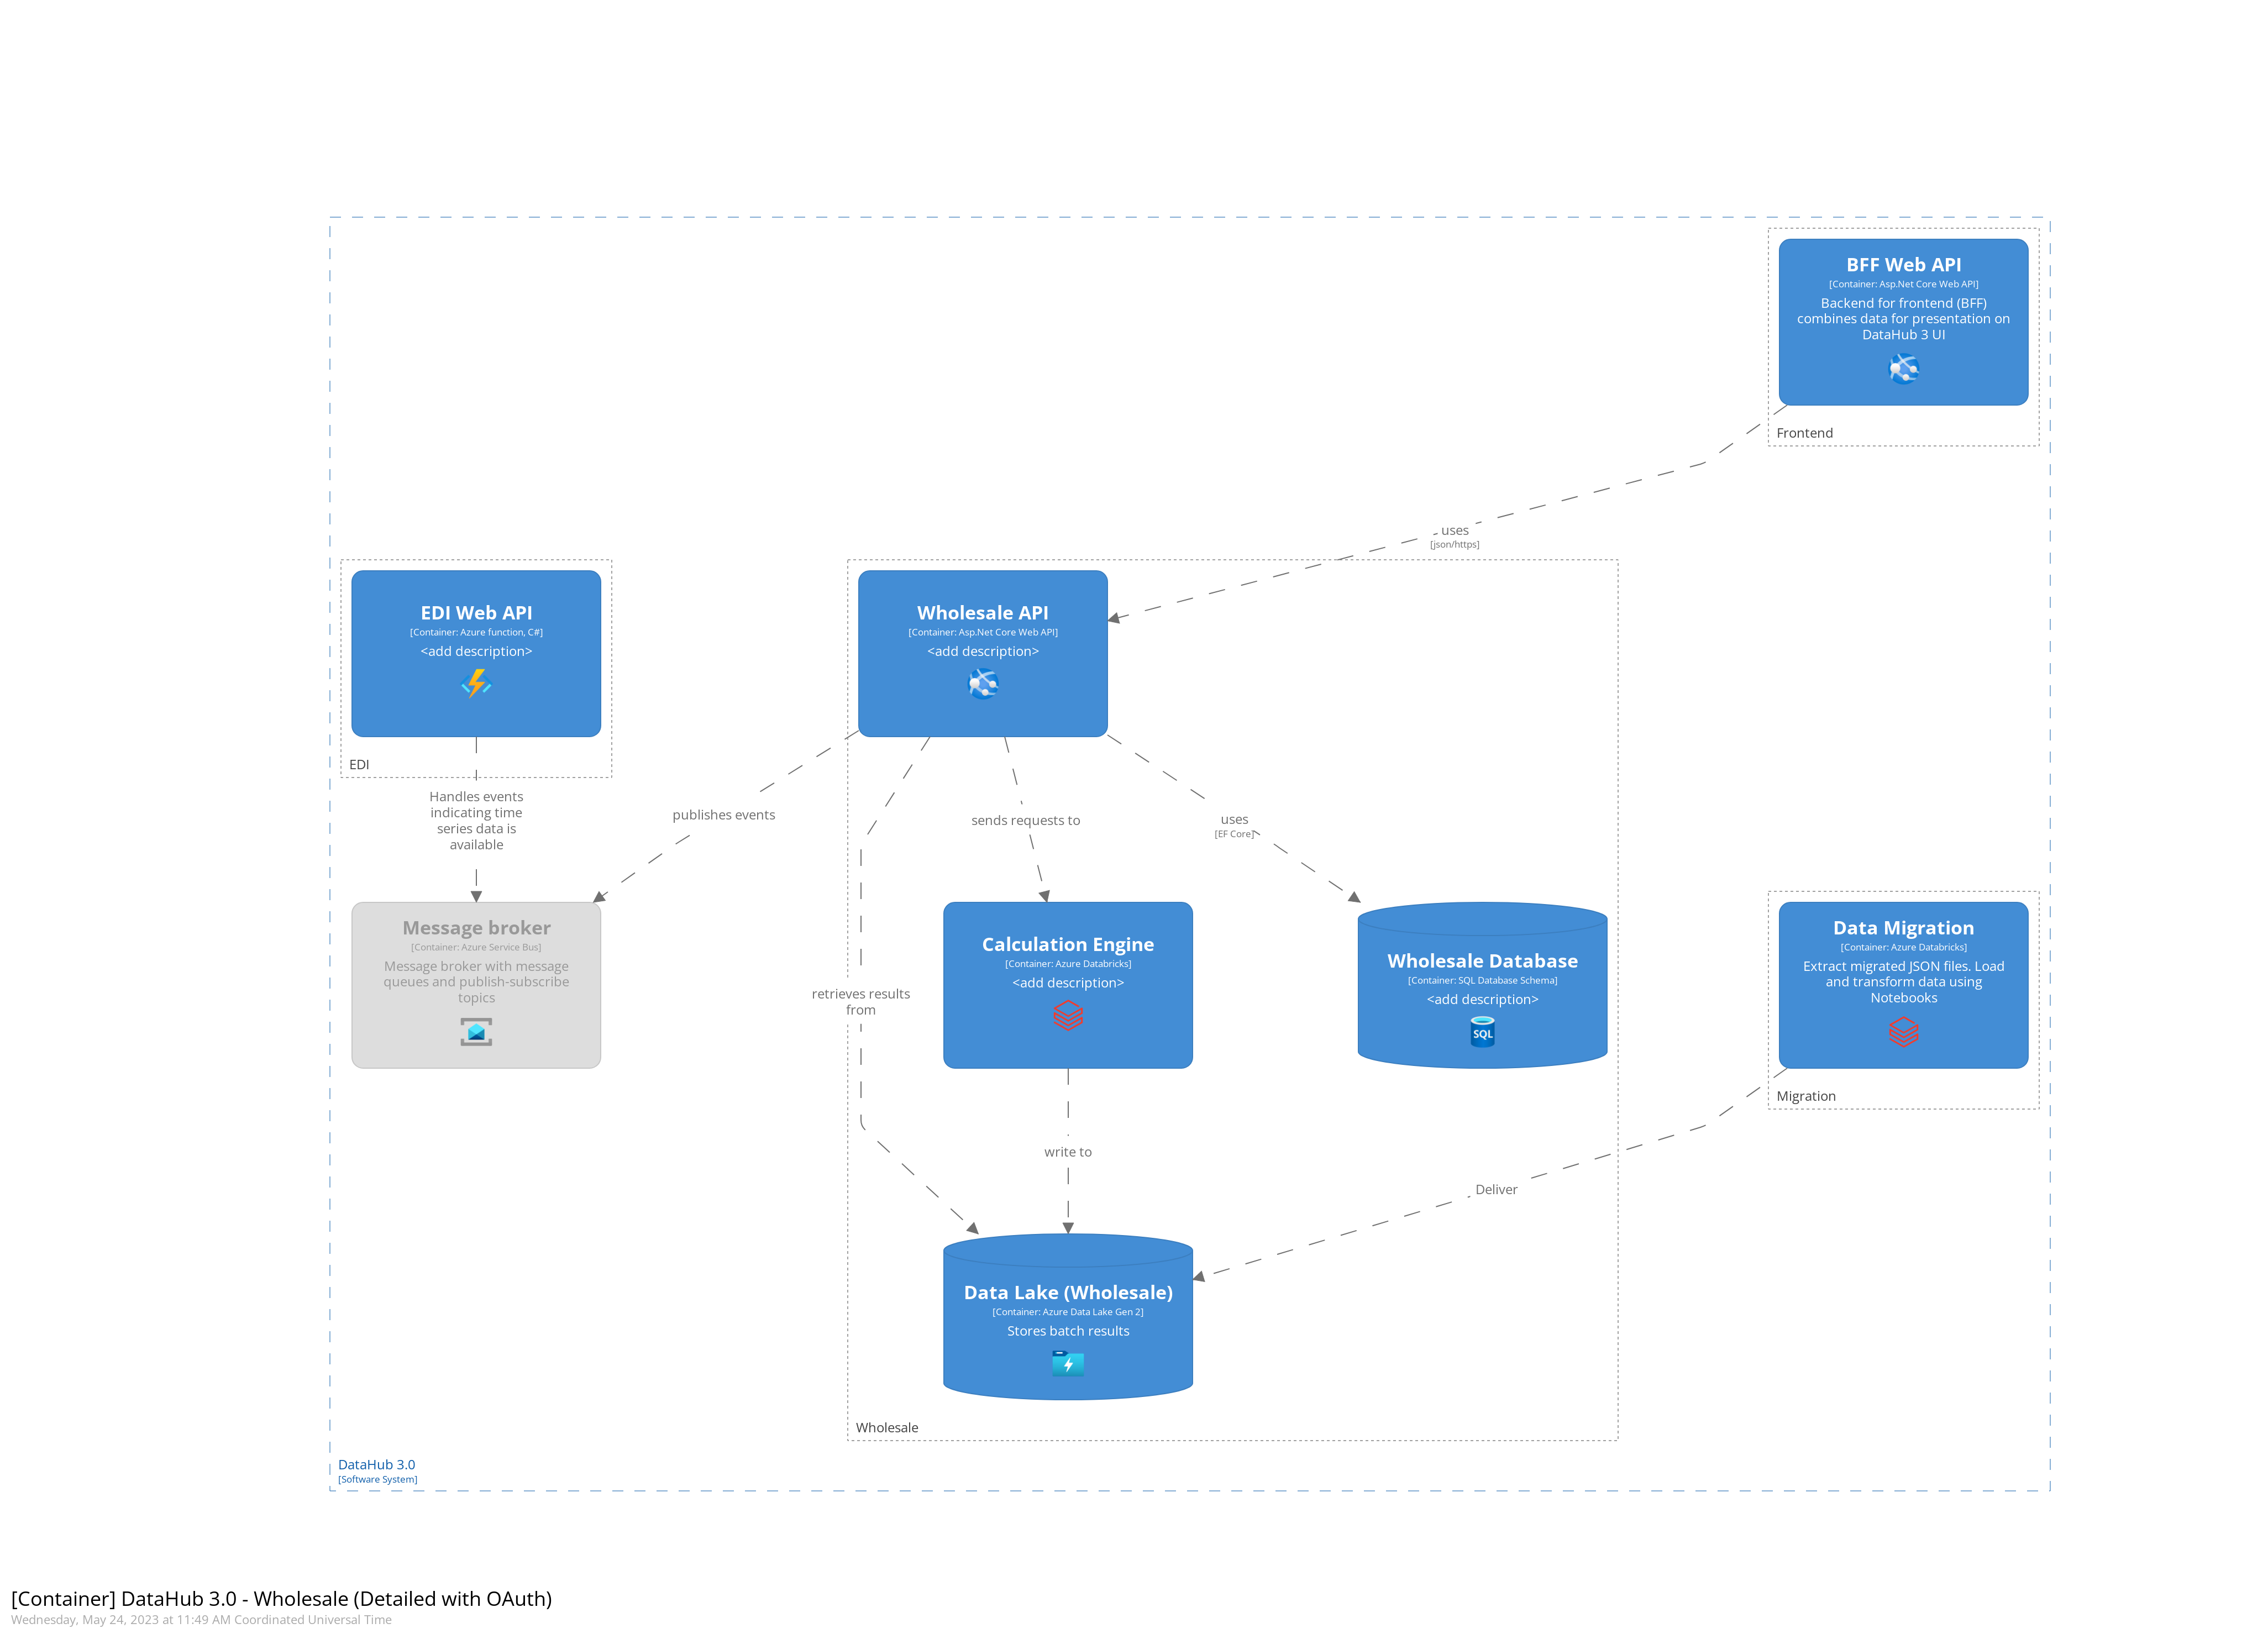 BFF Web API
[Container: Asp.Net Core Web API]
Backend for frontend (BFF)
combines data for presentation on
DataHub 3 UI
Frontend
uses
[json/https]
EDI Web API
[Container: Azure function, C#]
<add description>
EDI
Wholesale API
[Container: Asp.Net Core Web API]
<add description>
Handles events
indicating time
series data is
available
publishes events
sends requests to
uses
[EF Core]
retrieves results
from
Message broker
[Container: Azure Service Bus]
Message broker with message
queues and publish-subscribe
topics
Calculation Engine
[Container: Azure Databricks]
<add description>
Wholesale Database
[Container: SQL Database Schema]
<add description>
SQL
Data Migration
[Container: Azure Databricks]
Extract migrated JSON files. Load
and transform data using
Notebooks
Migration
write to
Deliver
Data Lake (Wholesale)
[Container: Azure Data Lake Gen 2]
Stores batch results
Wholesale
DataHub 3.0
[Software System]
[Container] DataHub 3.0 - Wholesale (Detailed with OAuth)
Wednesday, May 24, 2023 at 11:49 AM Coordinated Universal Time